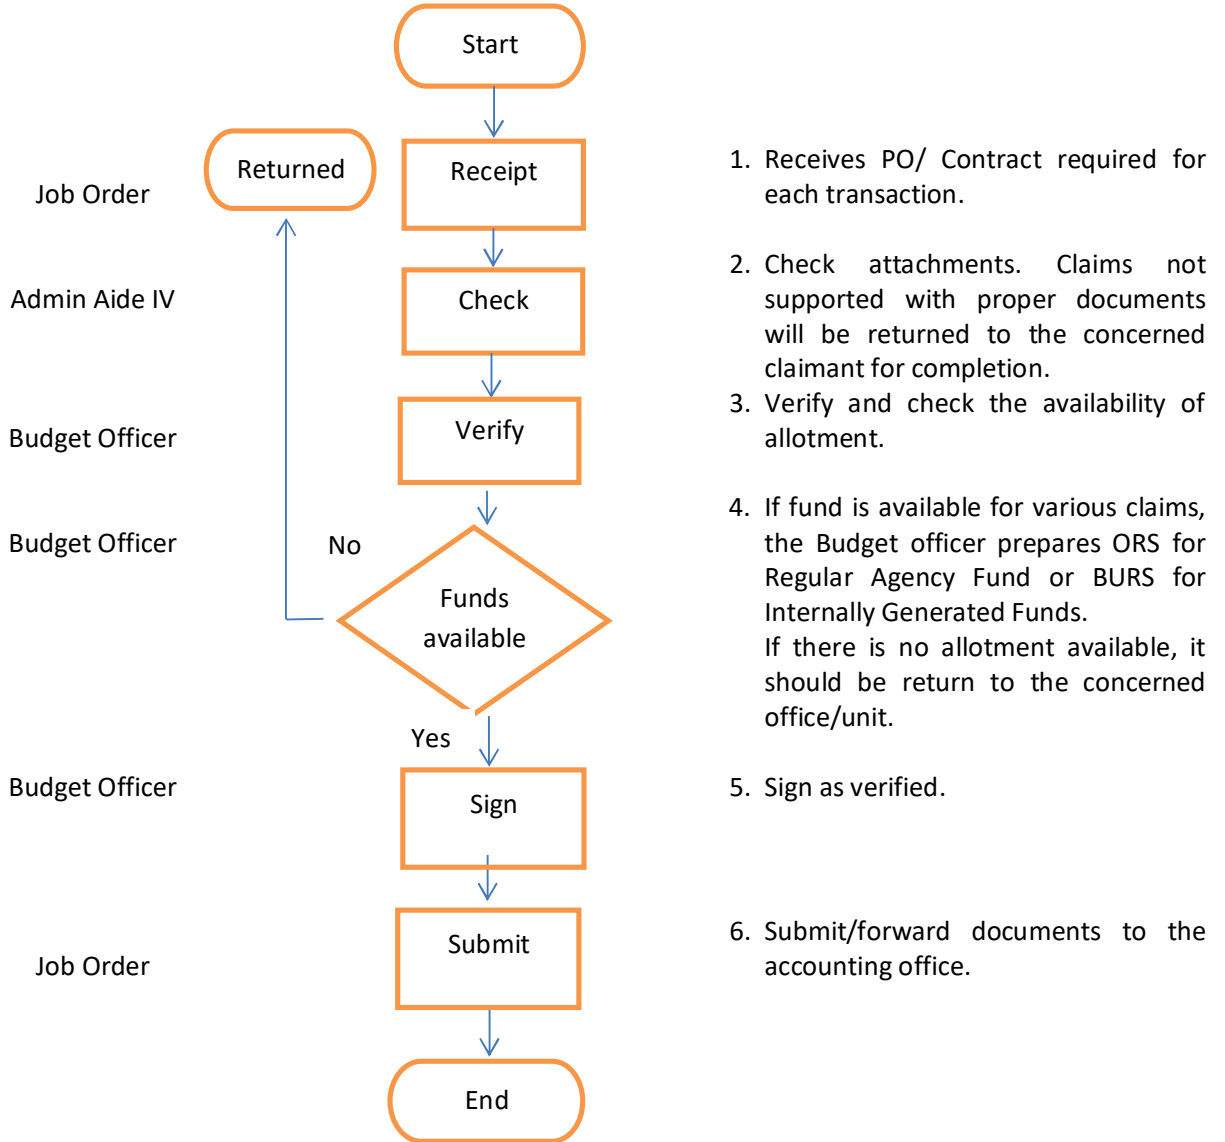 Start
Job Order
Returned
Receipt
1. Receives PO/ Contract required for
each transaction.
Admin Aide IV
Check
2. Check attachments. Claims not
supported with proper documents
will be returned to the concerned
claimant for completion.
Budget Officer
Verify
3. Verify and check the availability of
allotment.
Budget Officer
No
Funds
available
Yes
4. If fund is available for various claims,
the Budget officer prepares ORS for
Regular Agency Fund or BURS for
Internally Generated Funds.
If there is no allotment available, it
should be return to the concerned
office/unit.
Budget Officer
Sign
5. Sign as verified.
Job Order
Submit
6. Submit/forward documents to the
accounting office.
End